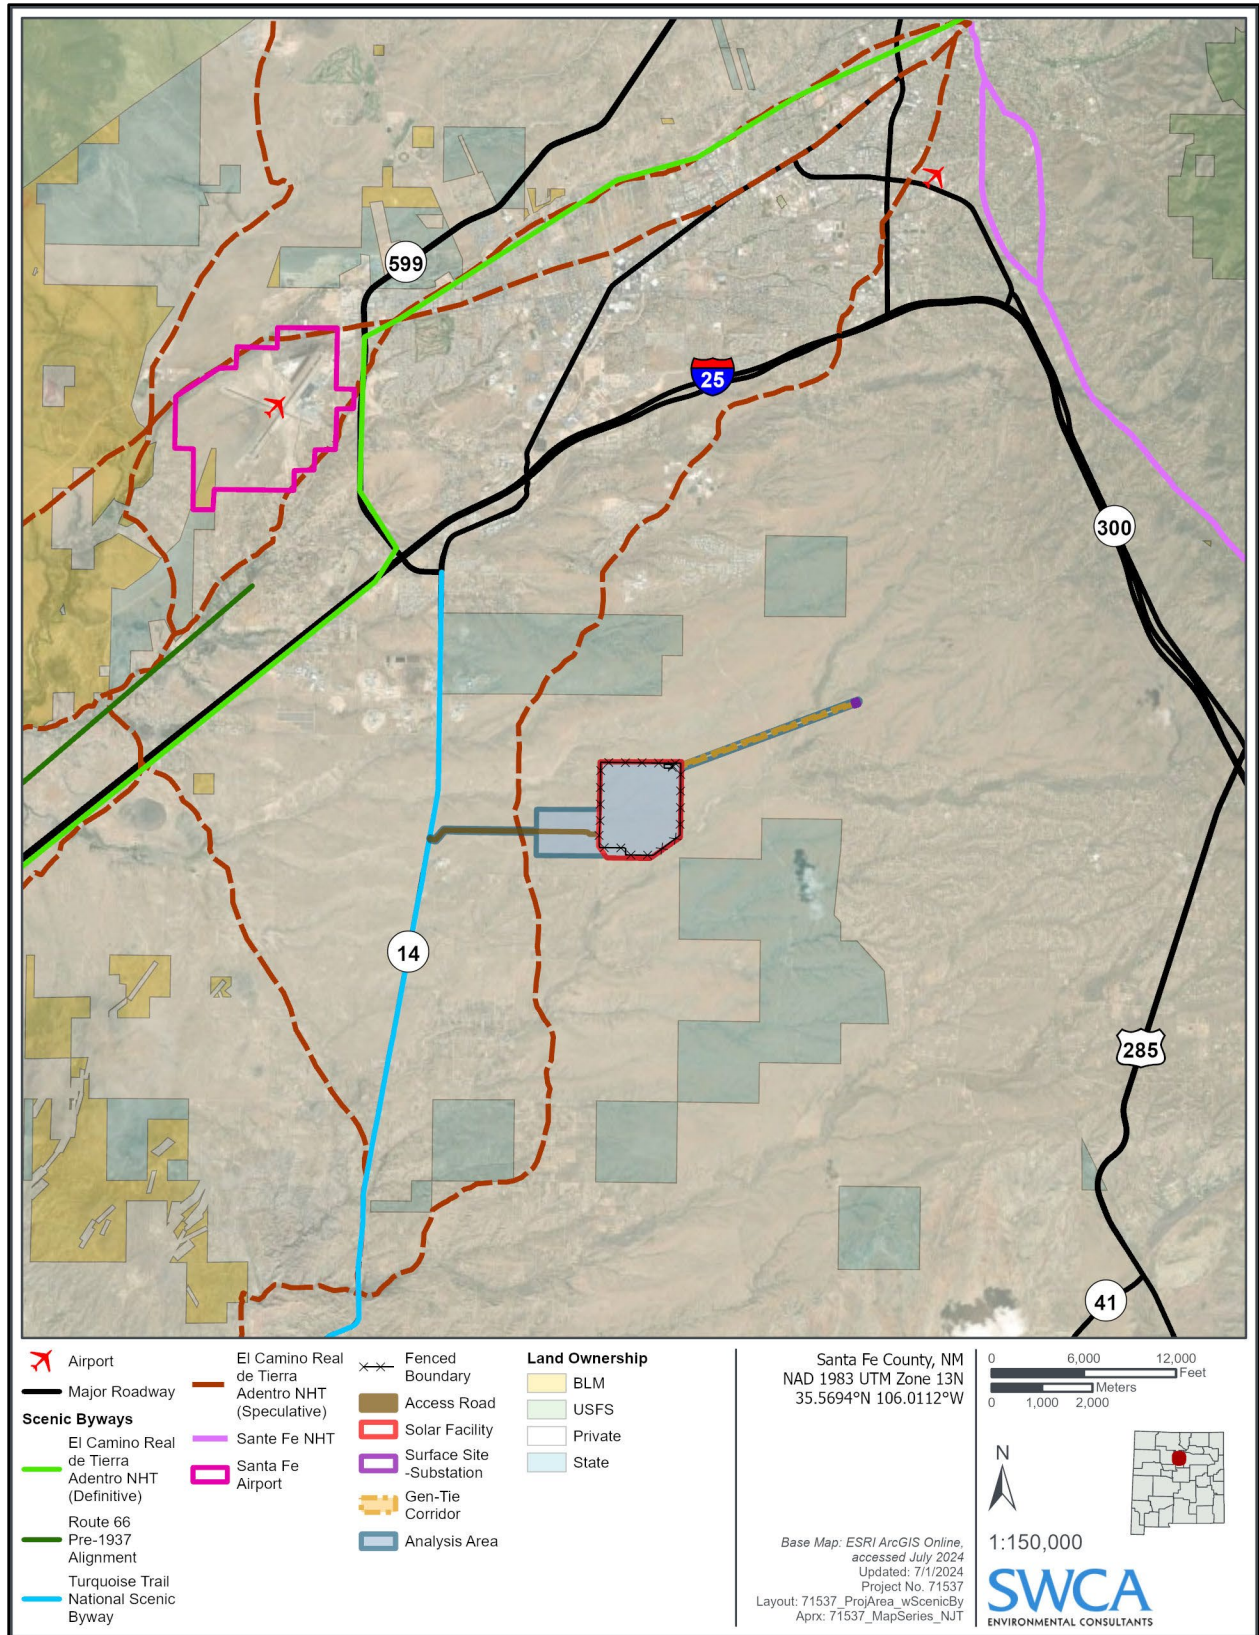 599
25
300
14
285
41
Airport
Major Roadway
Scenic Byways
El Camino Real
de Tierra
Adentro NHT
(Definitive)
Route 66
Pre-1937
Alignment
Turquoise Trail
National Scenic
Byway
El Camino Real
de Tierra
Adentro NHT
(Speculative)
Sante Fe NHT
Santa Fe
Airport
Fenced
Boundary
Access Road
Solar Facility
Surface Site
-Substation
Gen-Tie
Corridor
Analysis Area
Land Ownership
BLM
USFS
Private
State
Santa Fe County, NM
NAD 1983 UTM Zone 13N
35.5694°N 106.0112°W
Base Map: ESRI ArcGIS Online,
accessed July 2024
Updated: 7/1/2024
Project No. 71537
Layout: 71537_ProjArea_wScenicBy
Aprx: 71537_MapSeries_NJT
0 6,000 12,000
Feet
Meters
0 1,000 2,000
N
1:150,000
SWCA
ENVIRONMENTAL CONSULTANTS